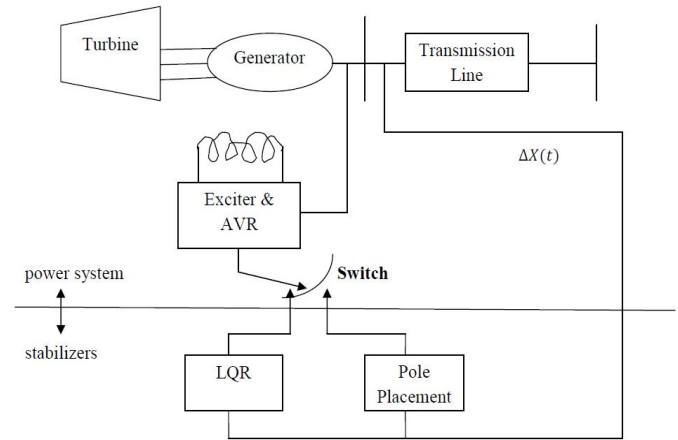 Turbine
Generator
Transmission
Line
ΔX(t)
Exciter &
AVR
Switch
power system
stabilizers
LQR
Pole
Placement